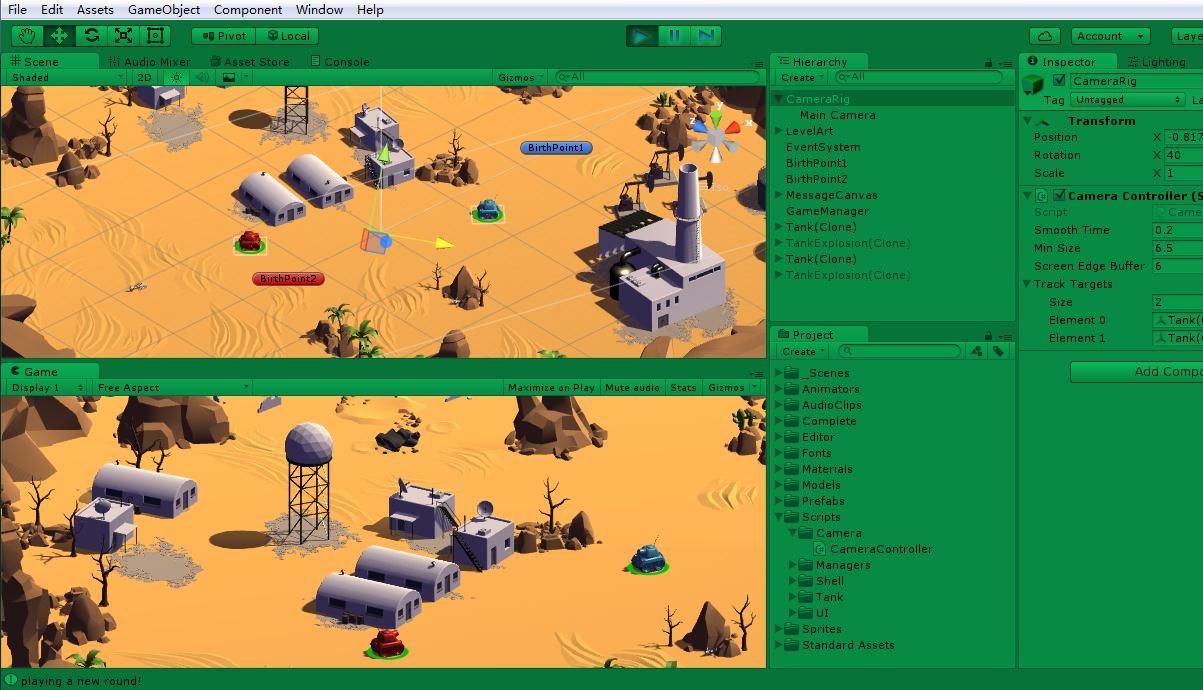 File Edit Assets GameObject Component Window Help
Pivot Local Account
Scene Audio Mixer Asset Store Console
Shaded 2D Gizmos All
BirthPoint1
y
z x
Iso
BirthPoint2
Hierarchy
Create All
CameraRig
Main Camera
LevelArt
EventSystem
BirthPoint1
BirthPoint2
MessageCanvas
GameManager
Tank(Clone)
TankExplosion(Clone)
Tank(Clone)
TankExplosion(Clone)
Inspector Lighting
CameraRig
Tag Untagged
Transform
Position X -0.817
Rotation X 40
Scale X 1
Camera Controller (S
Script Came
Smooth Time 0.2
Min Size 6.5
Screen Edge Buffer 6
Track Targets
Size 2
Element 0 Tank(
Element 1 Tank(
Add Compo
Game
Display 1 Free Aspect Maximize on Play Mute audio Stats Gizmos
Project
Create
_Scenes
Animators
AudioClips
Complete
Editor
Fonts
Materials
Models
Prefabs
Scripts
Camera
CameraController
Managers
Shell
Tank
UI
Sprites
Standard Assets
playing a new round!